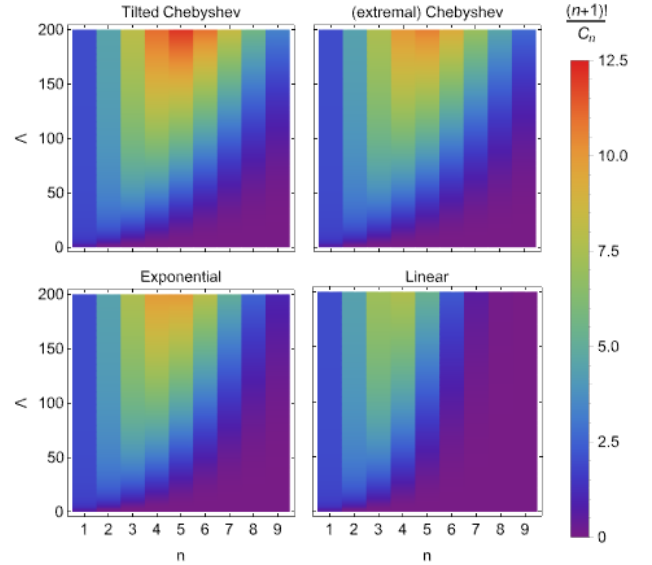 Tilted Chebyshev
(extremal) Chebyshev
(n+1)!
C_n
200
150
100
50
0
Λ
12.5
10.0
7.5
5.0
2.5
0
Exponential
Linear
200
150
100
50
0
Λ
1 2 3 4 5 6 7 8 9
1 2 3 4 5 6 7 8 9
n
n